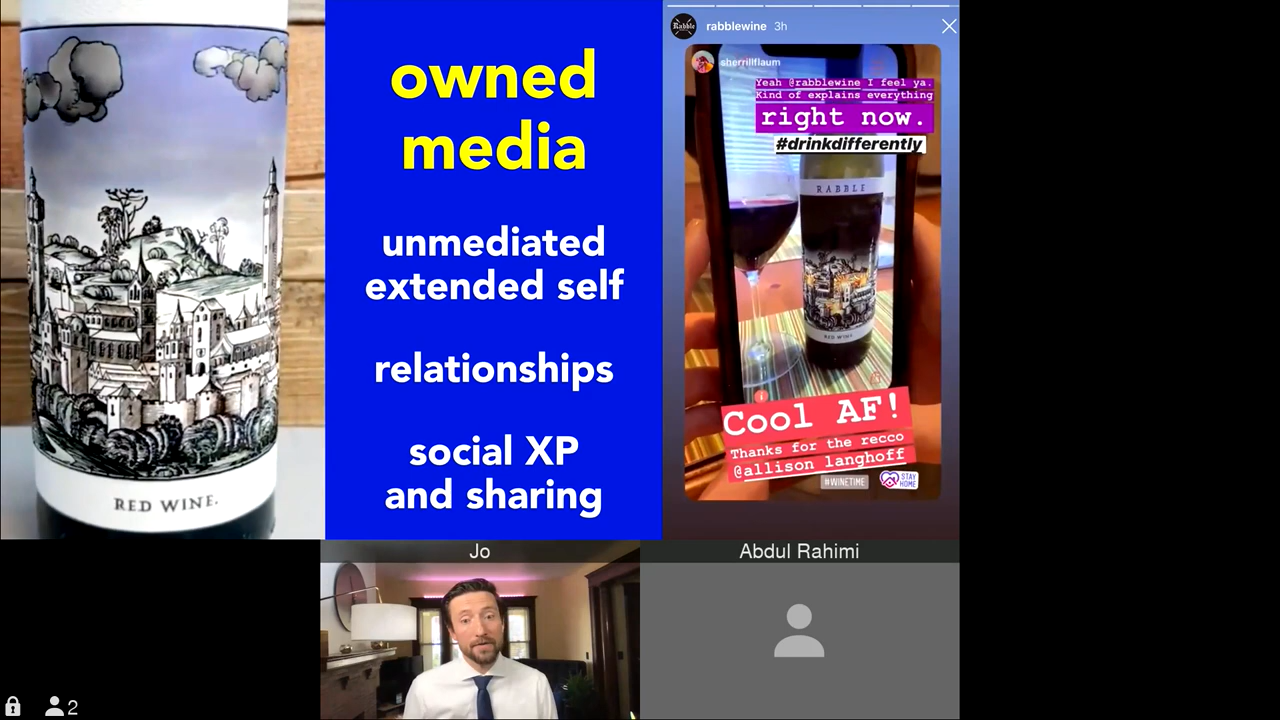 RED WINE.
owned
media
unmediated
extended self
relationships
social XP
and sharing
Rabble
rabblewine 3h
sherrillflaum
Yeah @rabblewine I feel ya.
Kind of explains everything
right now.
#drinkdifferently
RABBLE
RED WINE
Cool AF!
Thanks for the recco
@allison langhoff
#WINETIME
STAY
HOME
Jo
Abdul Rahimi
2